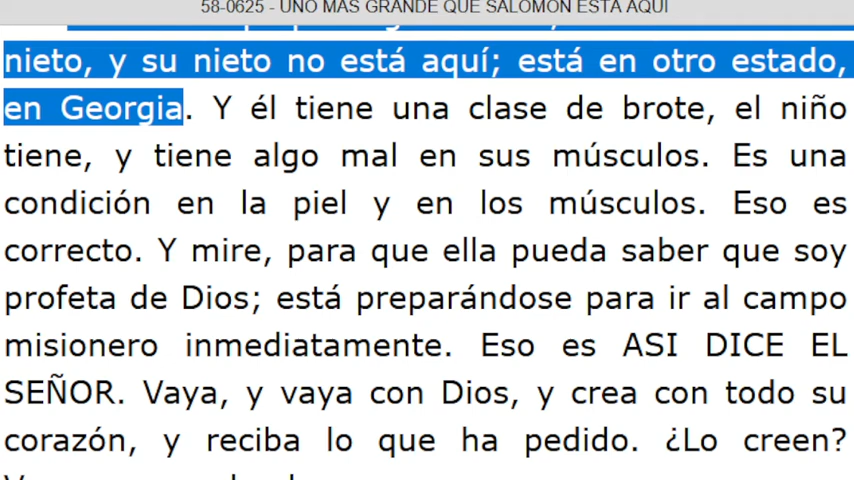 58-0625 - UNO MAS GRANDE QUE SALOMON ESTA AQUI
nieto, y su nieto no está aquí; está en otro estado,
en Georgia. Y él tiene una clase de brote, el niño
tiene, y tiene algo mal en sus músculos. Es una
condición en la piel y en los músculos. Eso es
correcto. Y mire, para que ella pueda saber que soy
profeta de Dios; está preparándose para ir al campo
misionero inmediatamente. Eso es ASI DICE EL
SEÑOR. Vaya, y vaya con Dios, y crea con todo su
corazón, y reciba lo que ha pedido. ¿Lo creen?